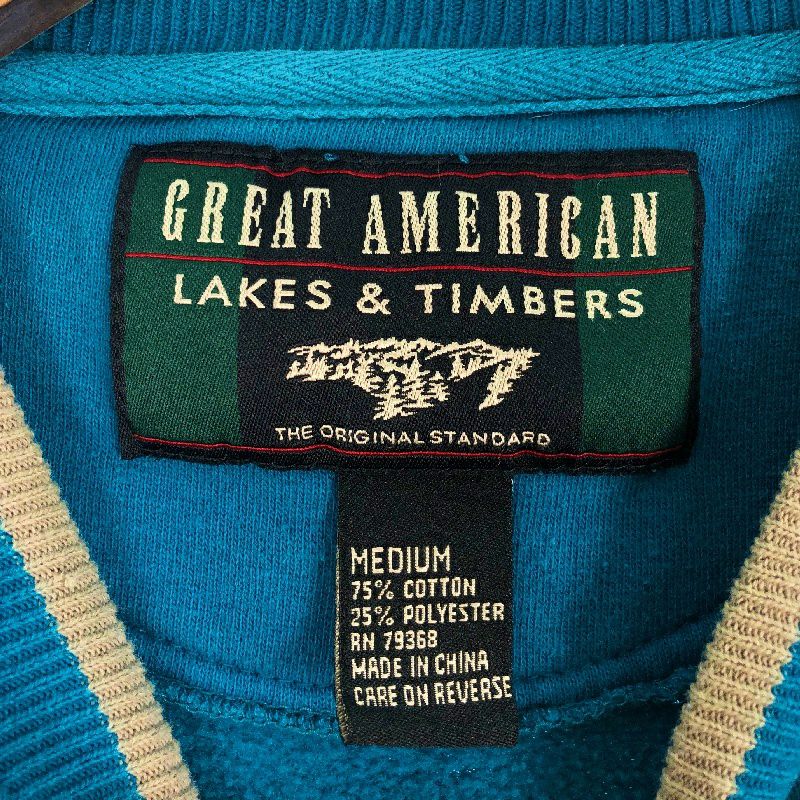 GREAT AMERICAN
LAKES & TIMBERS
THE ORIGINAL STANDARD
MEDIUM
75% COTTON
25% POLYESTER
RN 79368
MADE IN CHINA
CARE ON REVERSE